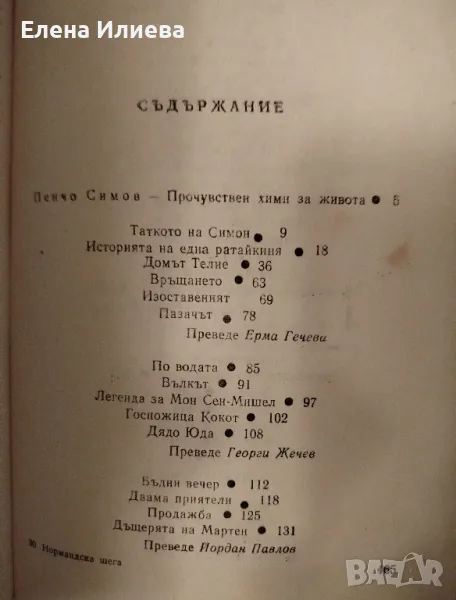 Елена Илиева
СЪДЪРЖАНИЕ
Пенчо Симов — Прочувствен химн за живота ● 5
Таткото на Симон ● 9
Историята на една ратайкиня ● 18
Домът Телие ● 36
Връщането ● 63
Изоставеният 69
Пазачът ● 78
Преведе Ерма Гечева
По водата ● 85
Вълкът ● 91
Легенда за Мон Сен-Мишел ● 97
Госпожица Кокот ● 102
Дядо Юда ● 108
Преведе Георги Жечев
Бъдни вечер ● 112
Двама приятели ● 118
Продажба ● 125
Дъщерята на Мартен ● 131
Преведе Йордан Павлов
30 Нормандска шега
465
BAZAR